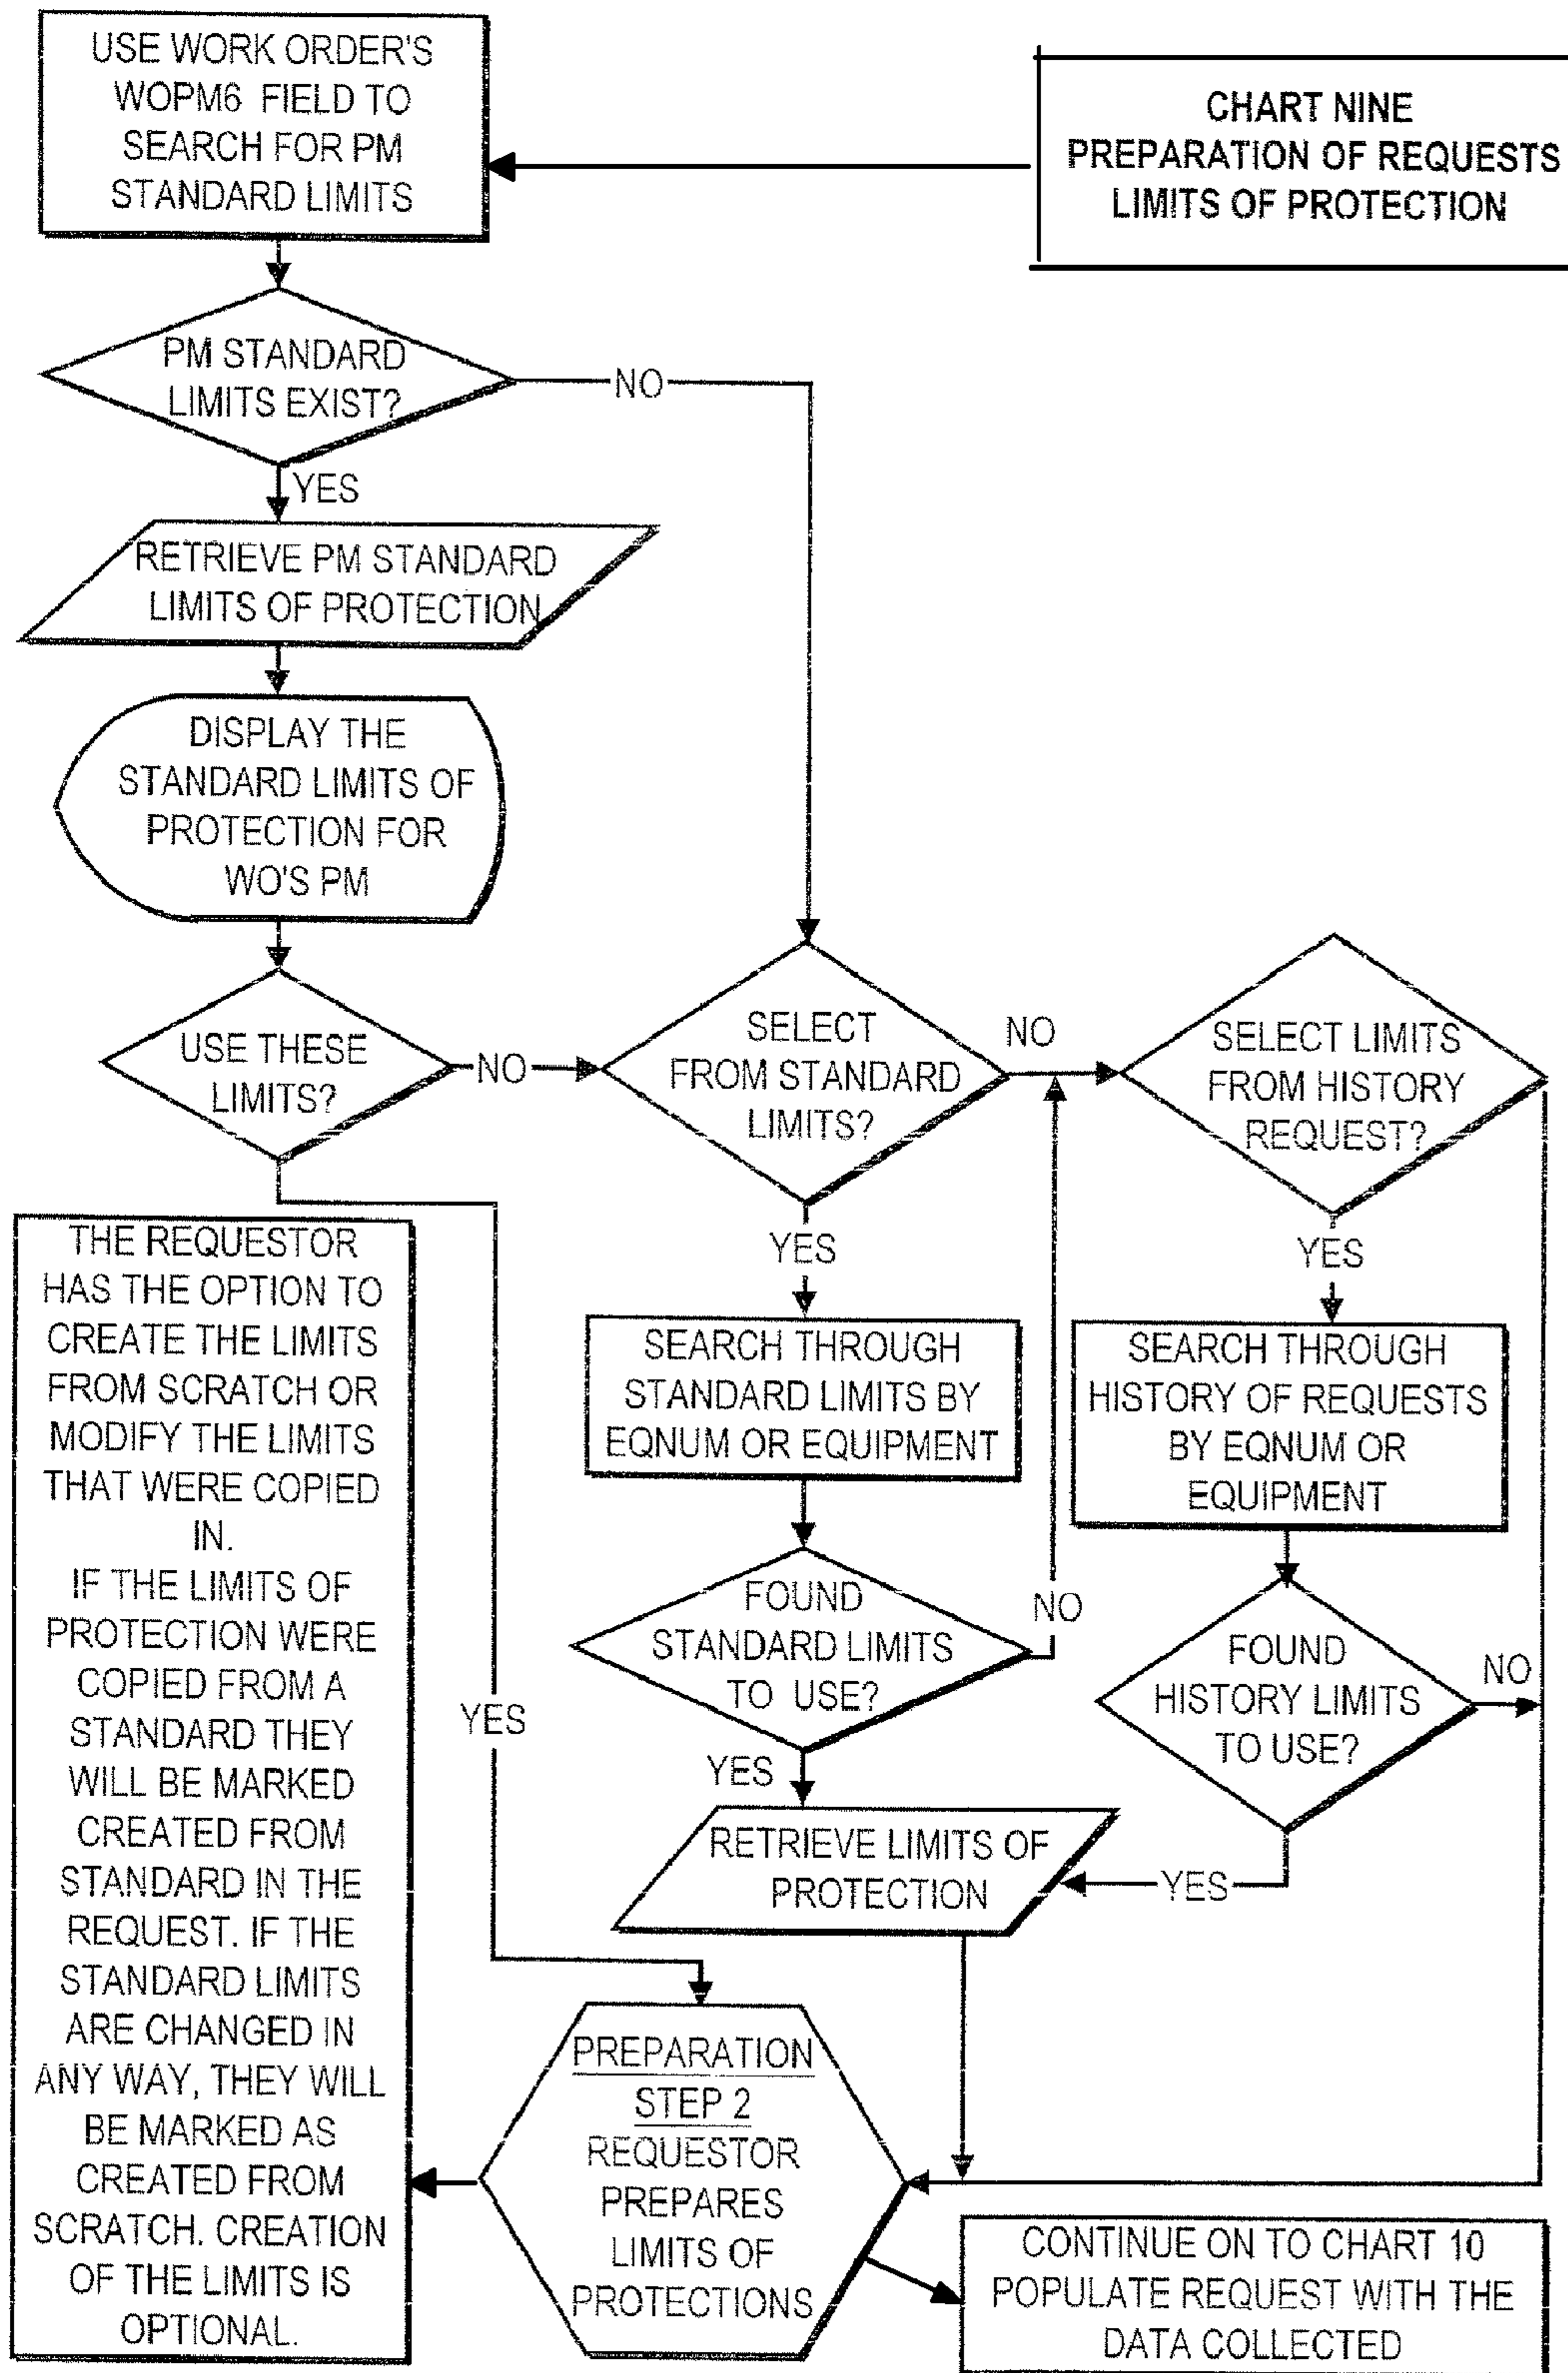 USE WORK ORDER'S
WOPM6 FIELD TO
SEARCH FOR PM
STANDARD LIMITS
CHART NINE
PREPARATION OF REQUESTS
LIMITS OF PROTECTION
PM STANDARD
LIMITS EXIST?
NO
YES
RETRIEVE PM STANDARD
LIMITS OF PROTECTION
DISPLAY THE
STANDARD LIMITS OF
PROTECTION FOR
WO'S PM
USE THESE
LIMITS?
NO
SELECT
FROM STANDARD
LIMITS?
NO
SELECT LIMITS
FROM HISTORY
REQUEST?
YES
YES
SEARCH THROUGH
STANDARD LIMITS BY
EQNUM OR EQUIPMENT
SEARCH THROUGH
HISTORY OF REQUESTS
BY EQNUM OR
EQUIPMENT
FOUND
STANDARD LIMITS
TO USE?
NO
FOUND
HISTORY LIMITS
TO USE?
NO
YES
YES
RETRIEVE LIMITS OF
PROTECTION
YES
THE REQUESTOR
HAS THE OPTION TO
CREATE THE LIMITS
FROM SCRATCH OR
MODIFY THE LIMITS
THAT WERE COPIED
IN.
IF THE LIMITS OF
PROTECTION WERE
COPIED FROM A
STANDARD THEY
WILL BE MARKED
CREATED FROM
STANDARD IN THE
REQUEST. IF THE
STANDARD LIMITS
ARE CHANGED IN
ANY WAY, THEY WILL
BE MARKED AS
CREATED FROM
SCRATCH. CREATION
OF THE LIMITS IS
OPTIONAL.
PREPARATION
STEP 2
REQUESTOR
PREPARES
LIMITS OF
PROTECTIONS
CONTINUE ON TO CHART 10
POPULATE REQUEST WITH THE
DATA COLLECTED